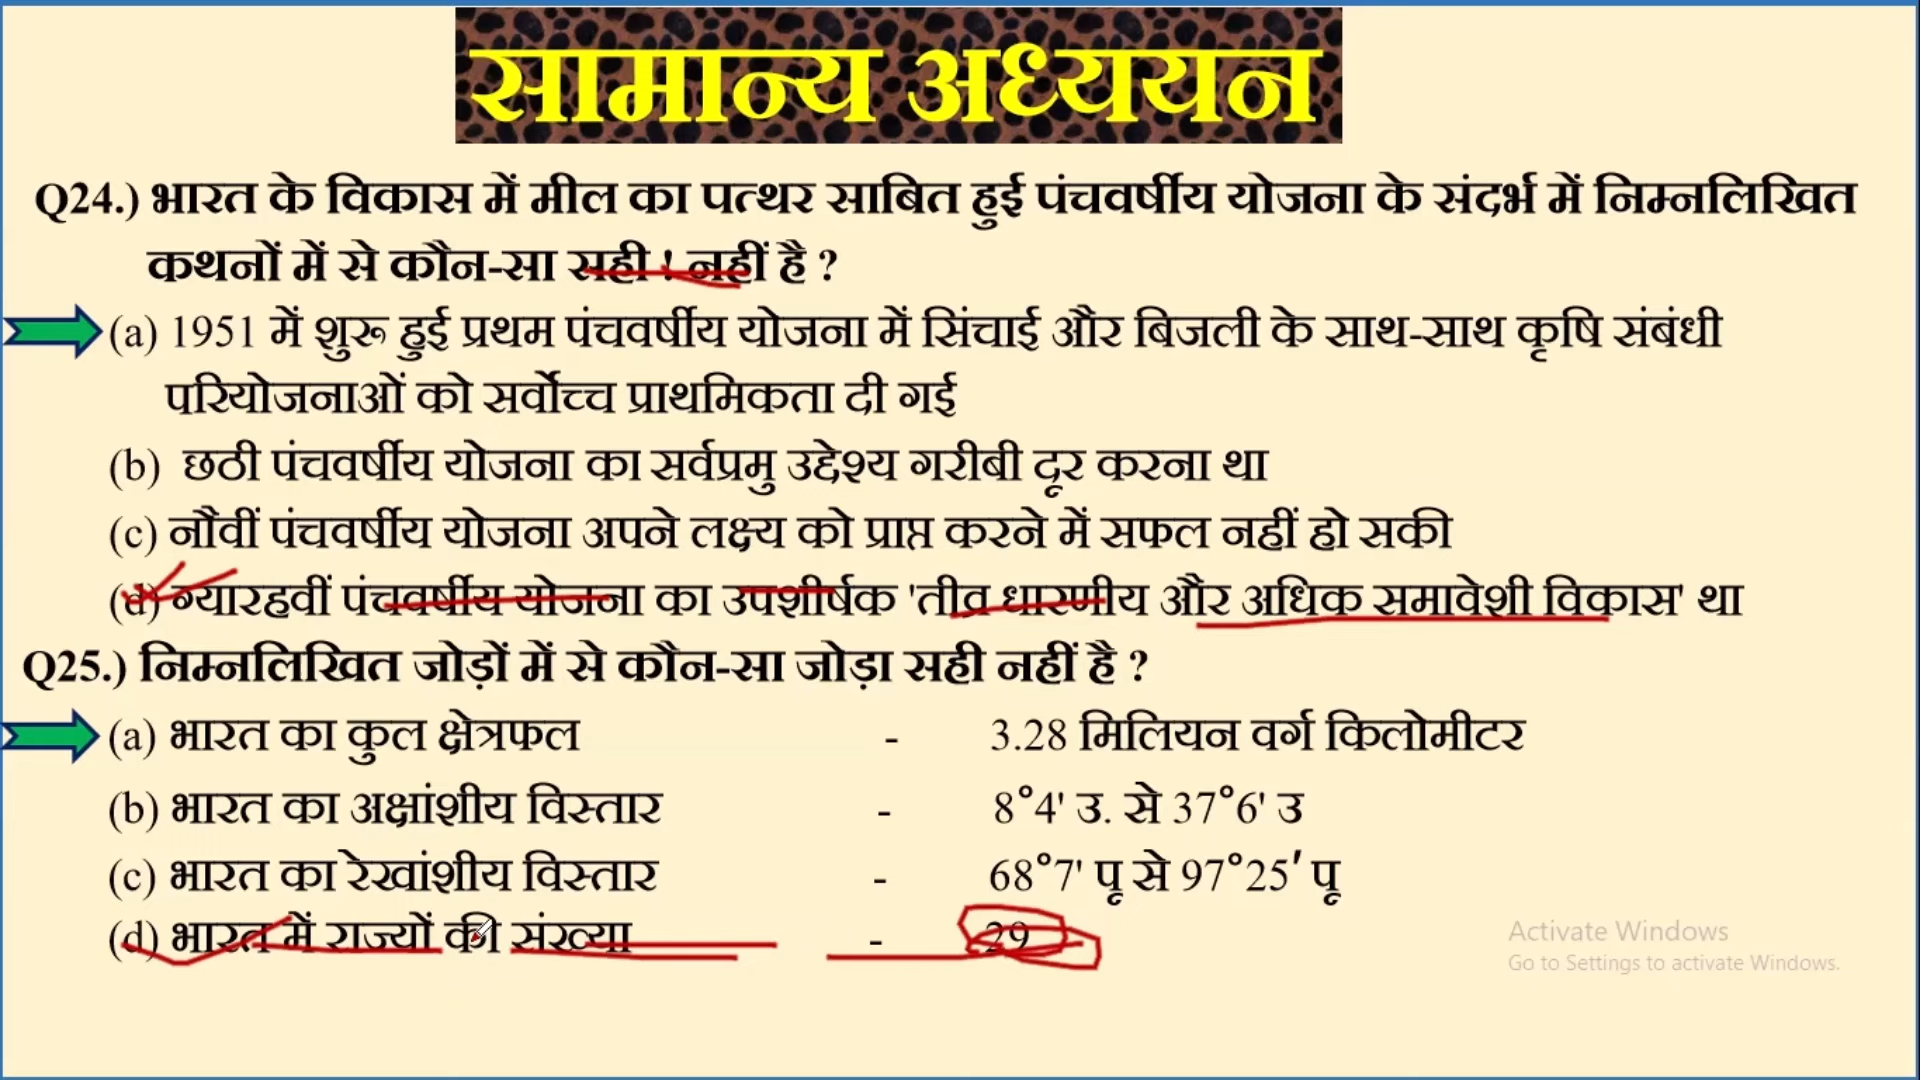 सामान्य अध्ययन
Q24.) भारत के विकास में मील का पत्थर साबित हुई पंचवर्षीय योजना के संदर्भ में निम्नलिखित
कथनों में से कौन-सा सही ! नहीं है ?
(a) 1951 में शुरू हुई प्रथम पंचवर्षीय योजना में सिंचाई और बिजली के साथ-साथ कृषि संबंधी
परियोजनाओं को सर्वोच्च प्राथमिकता दी गई
(b) छठी पंचवर्षीय योजना का सर्वप्रमु उद्देश्य गरीबी दूर करना था
(c) नौवीं पंचवर्षीय योजना अपने लक्ष्य को प्राप्त करने में सफल नहीं हो सकी
(d) ग्यारहवीं पंचवर्षीय योजना का उपशीर्षक 'तीव्र धारणीय और अधिक समावेशी विकास' था
Q25.) निम्नलिखित जोड़ों में से कौन-सा जोड़ा सही नहीं है ?
(a) भारत का कुल क्षेत्रफल - 3.28 मिलियन वर्ग किलोमीटर
(b) भारत का अक्षांशीय विस्तार - 8°4' उ. से 37°6' उ
(c) भारत का रेखांशीय विस्तार - 68°7' पू से 97°25′ पू
(d) भारत में राज्यों की संख्या - 29
Activate Windows
Go to Settings to activate Windows.